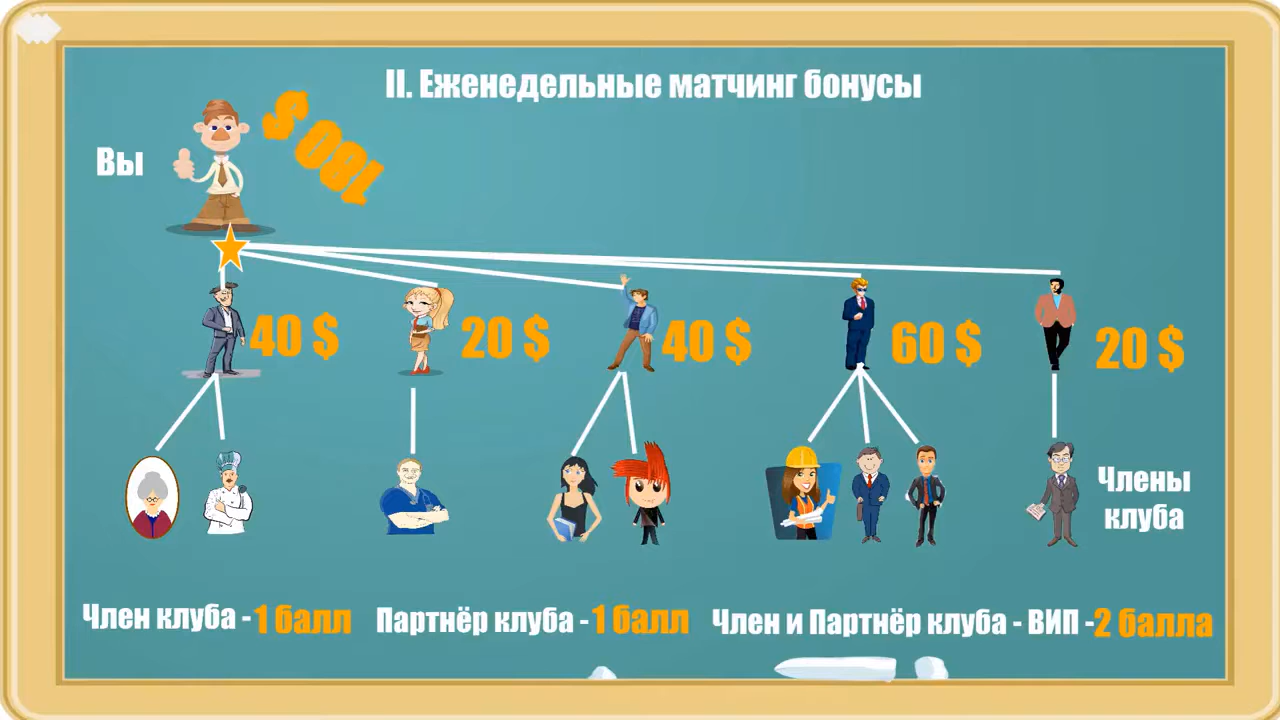 II. Еженедельные матчинг бонусы
Вы
180 $
40 $
20 $
40 $
60 $
20 $
Члены
клуба
Член клуба - 1 балл
Партнёр клуба - 1 балл
Член и Партнёр клуба - ВИП - 2 балла